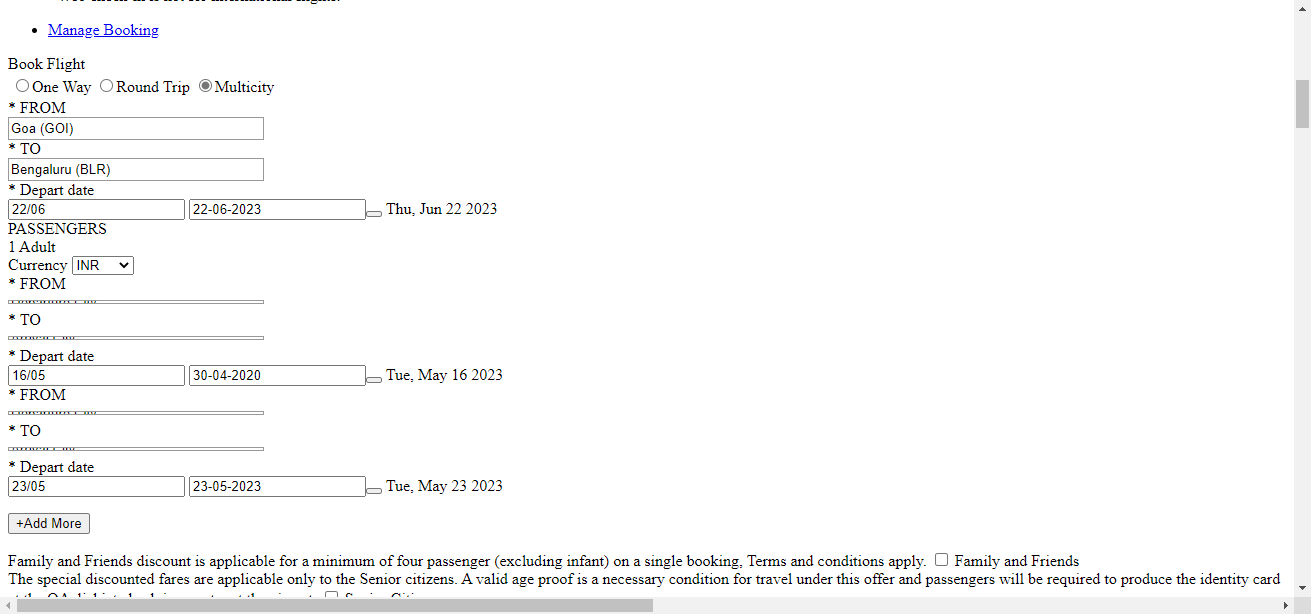 Manage Booking
Book Flight
One Way Round Trip Multicity
* FROM
Goa (GOI)
* TO
Bengaluru (BLR)
* Depart date
22/06 22-06-2023 Thu, Jun 22 2023
PASSENGERS
1 Adult
Currency INR
* FROM
* TO
* Depart date
16/05 30-04-2020 Tue, May 16 2023
* FROM
* TO
* Depart date
23/05 23-05-2023 Tue, May 23 2023
+Add More
Family and Friends discount is applicable for a minimum of four passenger (excluding infant) on a single booking, Terms and conditions apply. Family and Friends
The special discounted fares are applicable only to the Senior citizens. A valid age proof is a necessary condition for travel under this offer and passengers will be required to produce the identity card